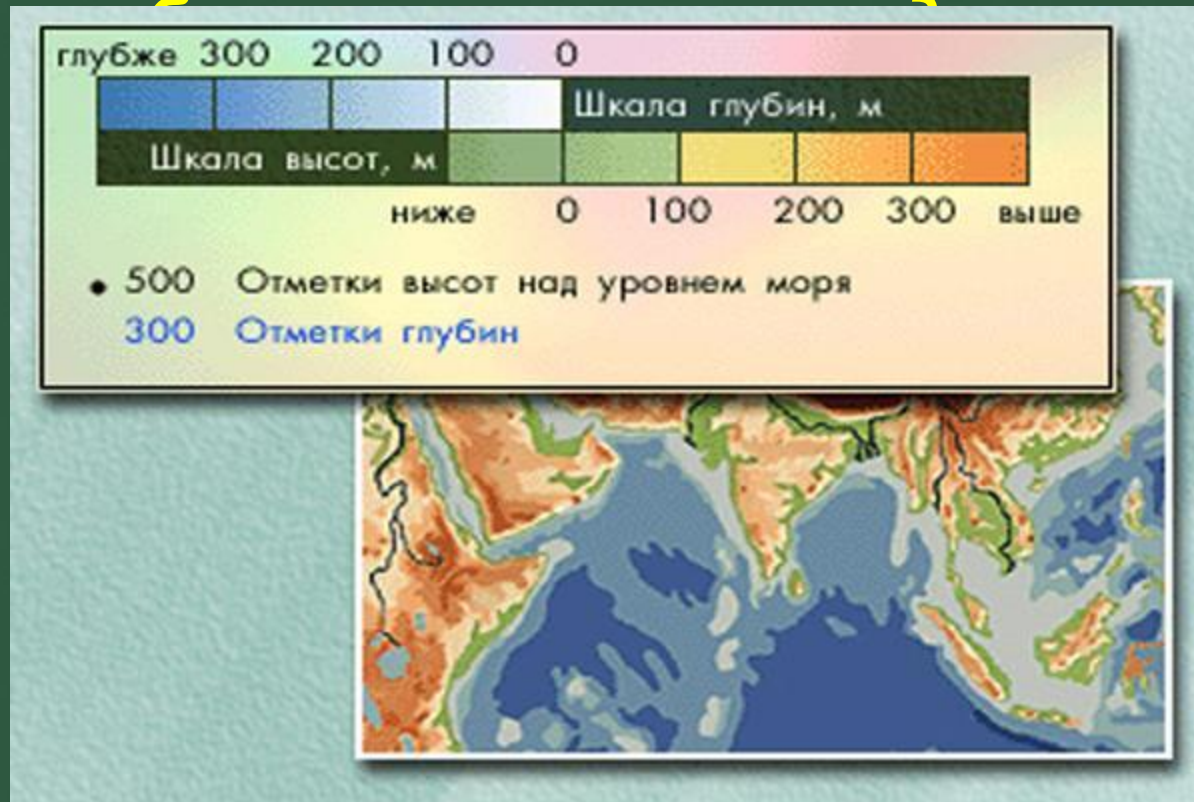 глубже 300 200 100 0
Шкала глубин, м
Шкала высот, м
ниже 0 100 200 300 выше
500 Отметки высот над уровнем моря
300 Отметки глубин